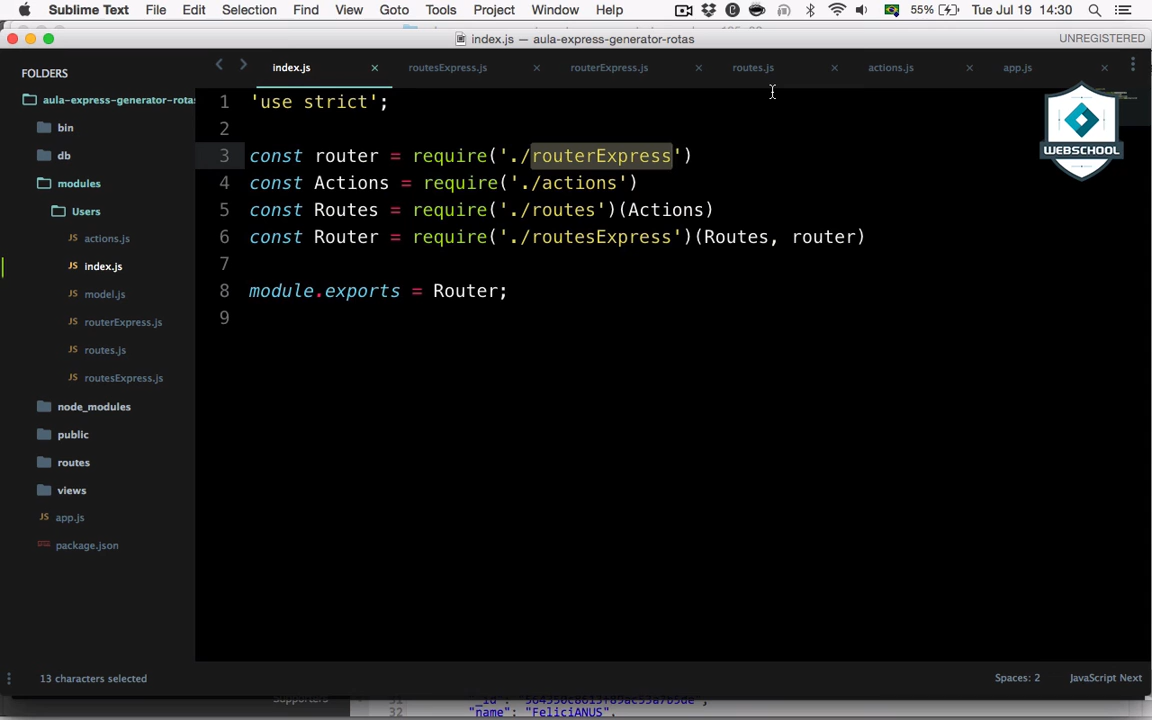 Sublime Text File Edit Selection Find View Goto Tools Project Window Help 55% Tue Jul 19 14:30
index.js — aula-express-generator-rotas UNREGISTERED
FOLDERS
aula-express-generator-rotas
bin
db
modules
Users
actions.js
index.js
model.js
routerExpress.js
routes.js
routesExpress.js
node_modules
public
routes
views
app.js
package.json
index.js routesExpress.js routerExpress.js routes.js actions.js app.js
1 'use strict';
2
3 const router = require('./routerExpress')
4 const Actions = require('./actions')
5 const Routes = require('./routes')(Actions)
6 const Router = require('./routesExpress')(Routes, router)
7
8 module.exports = Router;
9
WEBSCHOOL
13 characters selected Spaces: 2 JavaScript Next
32 "name": "FeliciANUS",